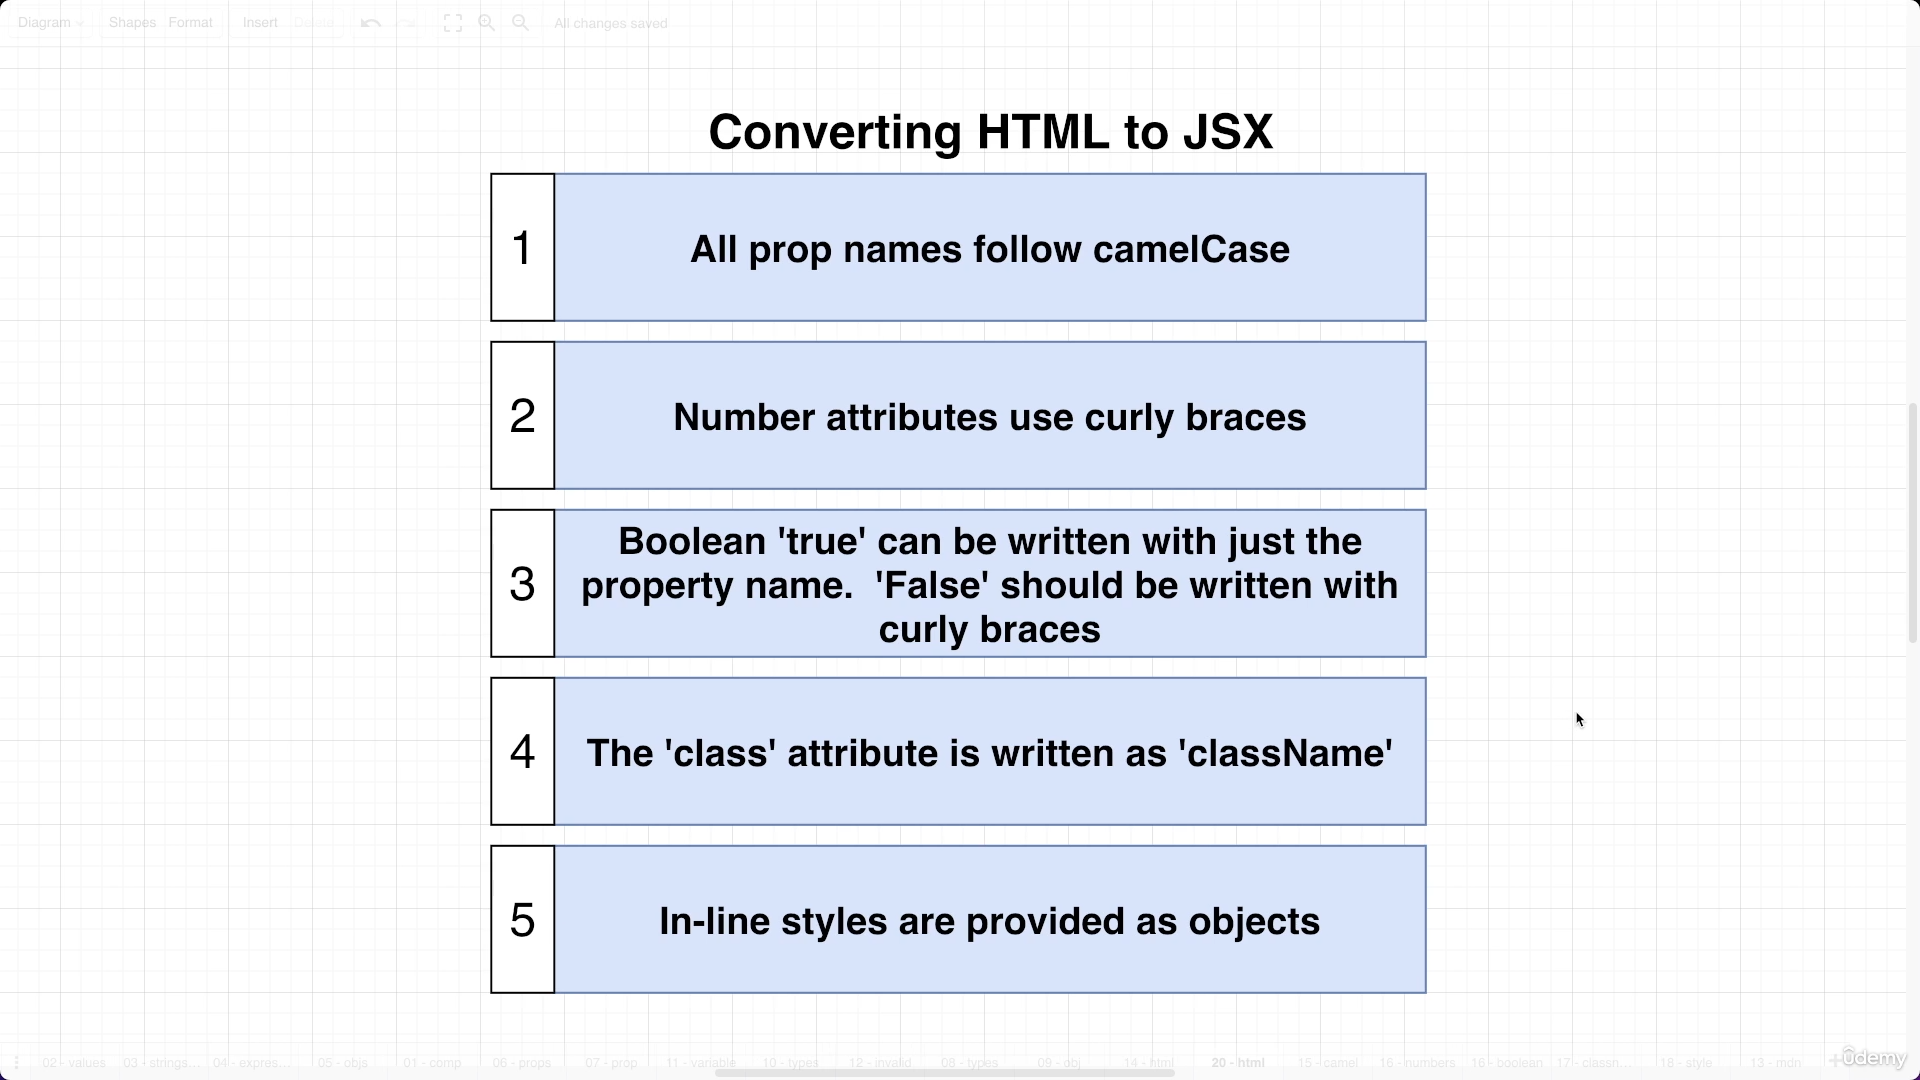 Diagram Shapes Format Insert Delete All changes saved
Converting HTML to JSX
1 All prop names follow camelCase
2 Number attributes use curly braces
3 Boolean 'true' can be written with just the
property name.  'False' should be written with
curly braces
4 The 'class' attribute is written as 'className'
5 In-line styles are provided as objects
02 - values 03 - strings... 04 - expres... 05 - objs 01 - comp 06 - props 07 - prop 11 - variable 10 - types 12 - invalid 08 - types 09 - obj 14 - html 20 - html 15 - camel 16 - numbers 16 - boolean 17 - classn... 18 - style 13 - mdn
ûdemy